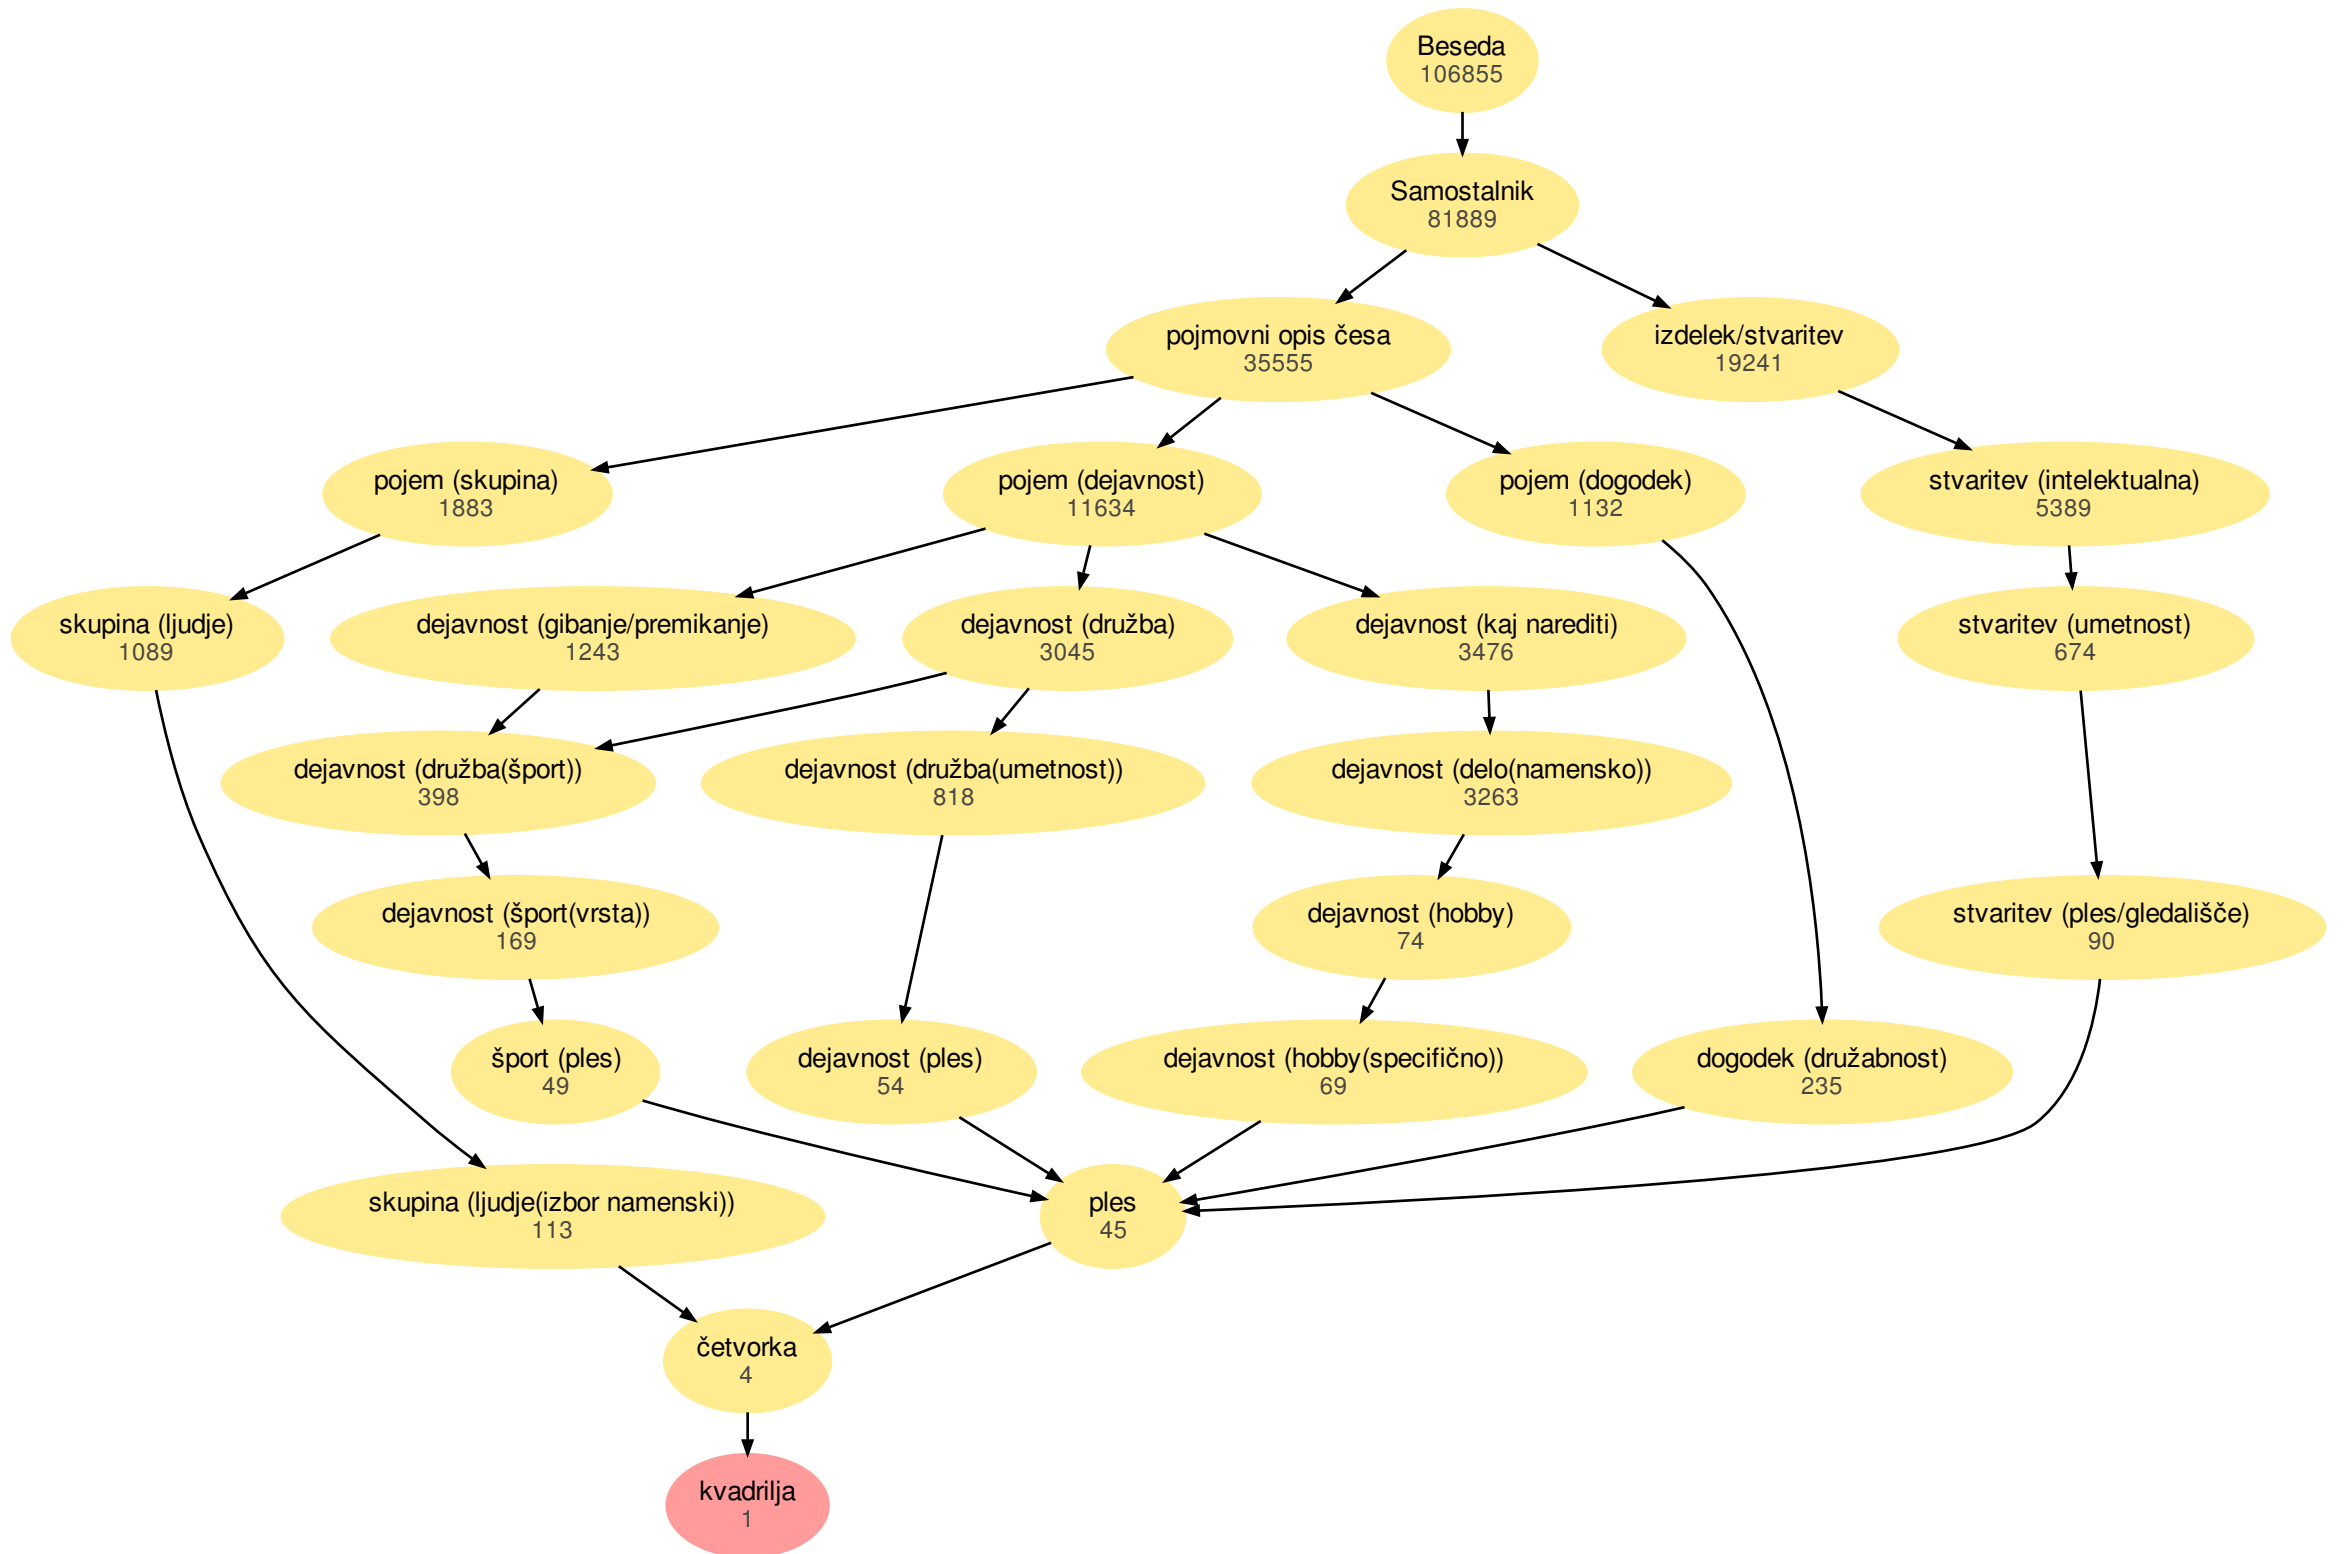 Beseda
106855
Samostalnik
81889
pojmovni opis česa
35555
izdelek/stvaritev
19241
pojem (skupina)
1883
pojem (dejavnost)
11634
pojem (dogodek)
1132
stvaritev (intelektualna)
5389
skupina (ljudje)
1089
dejavnost (gibanje/premikanje)
1243
dejavnost (družba)
3045
dejavnost (kaj narediti)
3476
stvaritev (umetnost)
674
dejavnost (družba(šport))
398
dejavnost (družba(umetnost))
818
dejavnost (delo(namensko))
3263
dejavnost (šport(vrsta))
169
dejavnost (hobby)
74
stvaritev (ples/gledališče)
90
šport (ples)
49
dejavnost (ples)
54
dejavnost (hobby(specifično))
69
dogodek (družabnost)
235
skupina (ljudje(izbor namenski))
113
ples
45
četvorka
4
kvadrilja
1